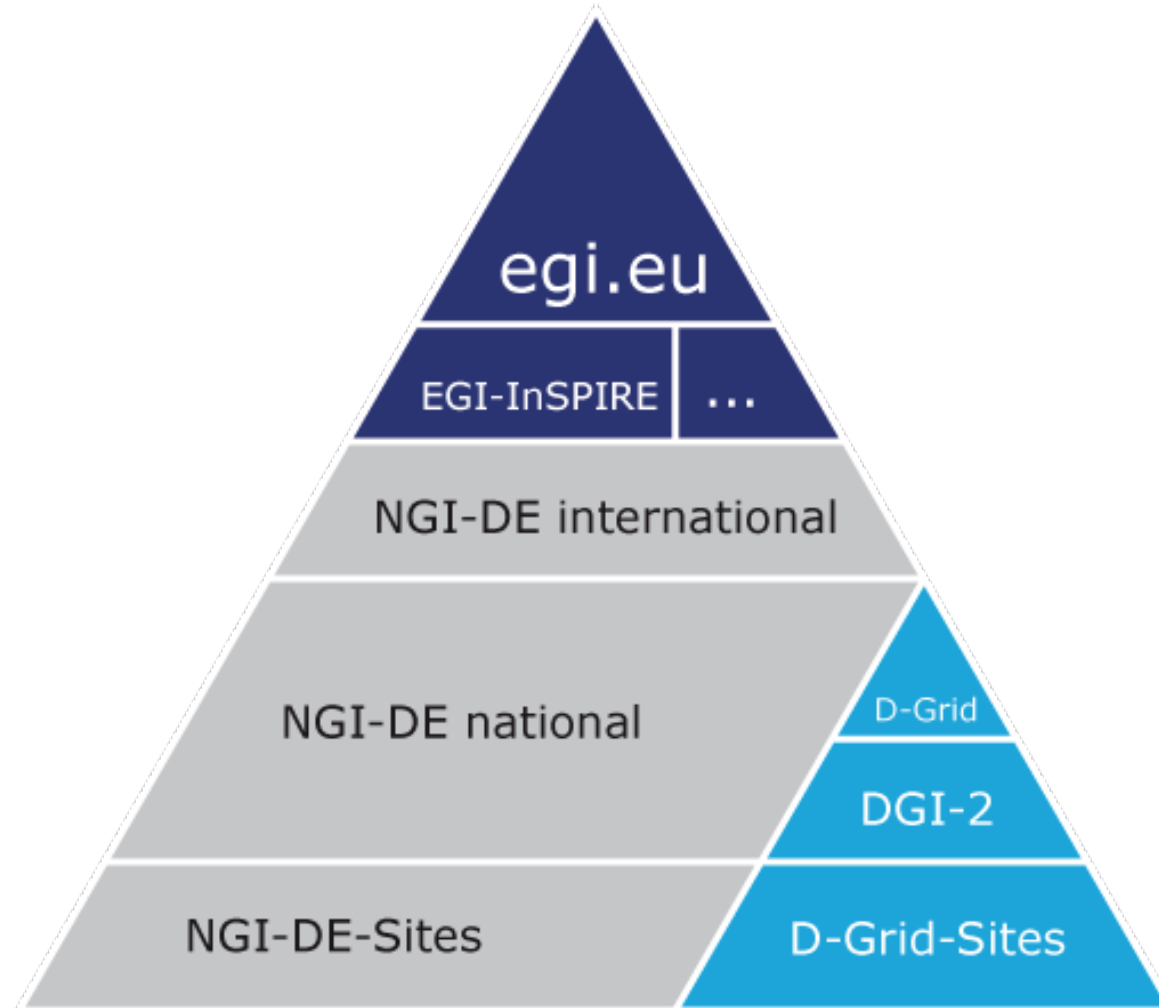 egi.eu
EGI-InSPIRE
...
NGI-DE international
NGI-DE national
D-Grid
DGI-2
NGI-DE-Sites
D-Grid-Sites